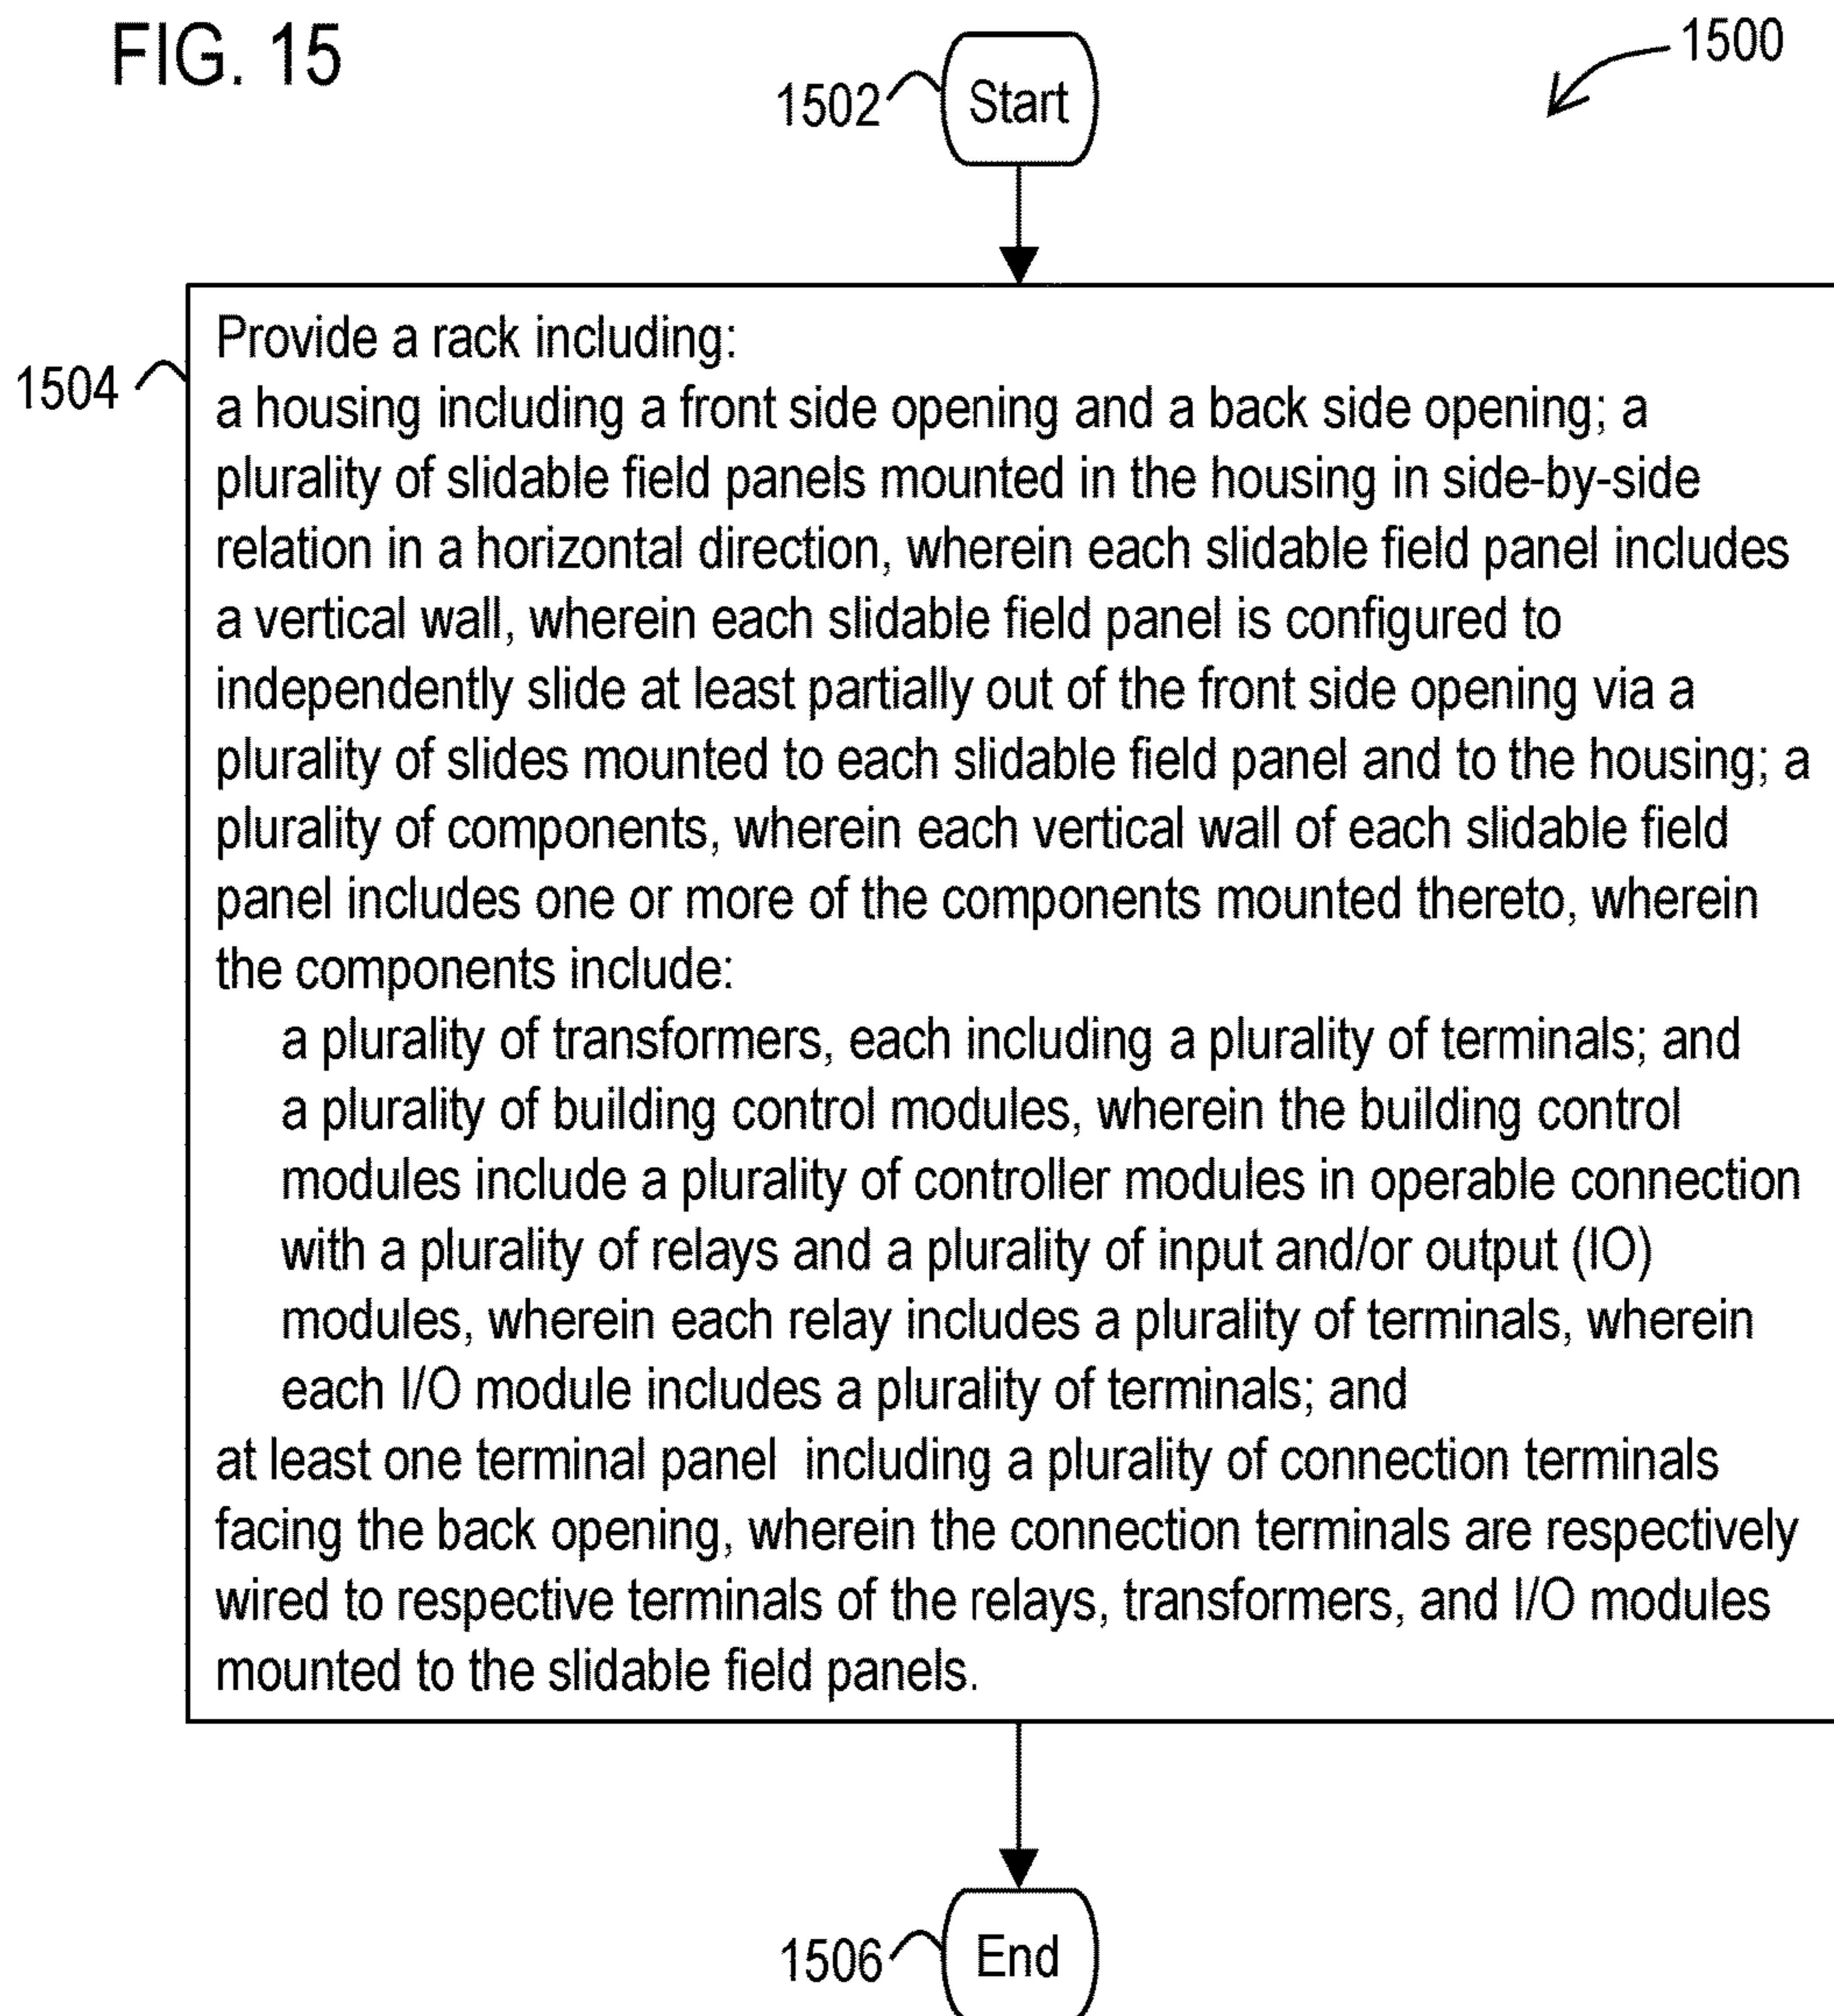 FIG. 15
1500
1502
Start
1504
Provide a rack including:
a housing including a front side opening and a back side opening; a
plurality of slidable field panels mounted in the housing in side-by-side
relation in a horizontal direction, wherein each slidable field panel includes
a vertical wall, wherein each slidable field panel is configured to
independently slide at least partially out of the front side opening via a
plurality of slides mounted to each slidable field panel and to the housing; a
plurality of components, wherein each vertical wall of each slidable field
panel includes one or more of the components mounted thereto, wherein
the components include:
a plurality of transformers, each including a plurality of terminals; and
a plurality of building control modules, wherein the building control
modules include a plurality of controller modules in operable connection
with a plurality of relays and a plurality of input and/or output (IO)
modules, wherein each relay includes a plurality of terminals, wherein
each I/O module includes a plurality of terminals; and
at least one terminal panel including a plurality of connection terminals
facing the back opening, wherein the connection terminals are respectively
wired to respective terminals of the relays, transformers, and I/O modules
mounted to the slidable field panels.
1506
End